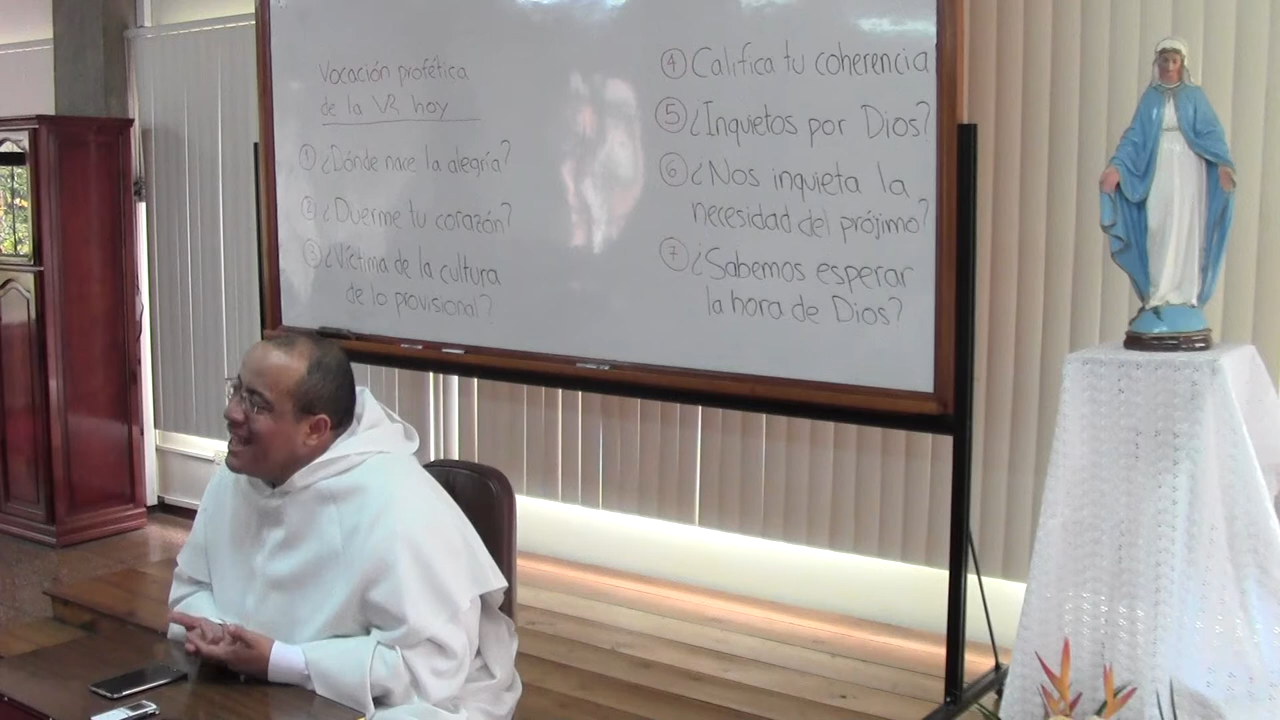 Vocación profética
de la VR hoy
① ¿Dónde nace la alegría?
② ¿Duerme tu corazón?
③ ¿Víctima de la cultura
de lo provisional?
④ Califica tu coherencia
⑤ ¿Inquietos por Dios?
⑥ ¿Nos inquieta la
necesidad del prójimo?
⑦ ¿Sabemos esperar
la hora de Dios?